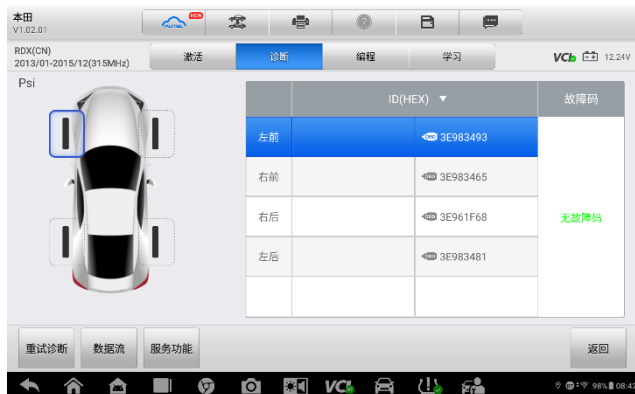 本田
V1.02.01
AUTEL NEW
RDX(CN)
2013/01-2015/12(315MHz)
激活 诊断 编程 学习
VCI 12.24V
Psi
ID(HEX) ▼ 故障码
左前 3E983493
右前 3E983465
右后 3E961F68
无故障码
左后 3E983481
重试诊断 数据流 服务功能 返回
VCI
98% 08:42